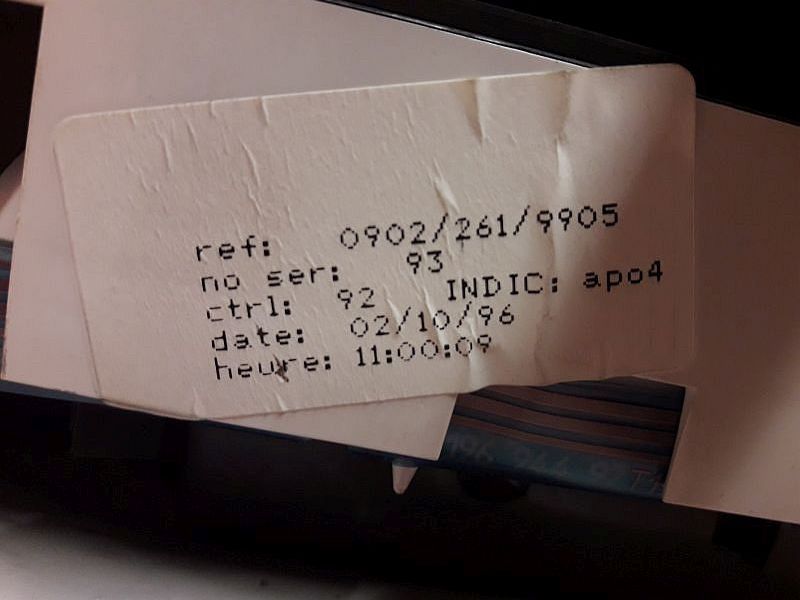 ref: 0902/261/9905
no ser: 93
ctrl: 92 INDIC: apo4
date: 02/10/96
heure: 11:00:09